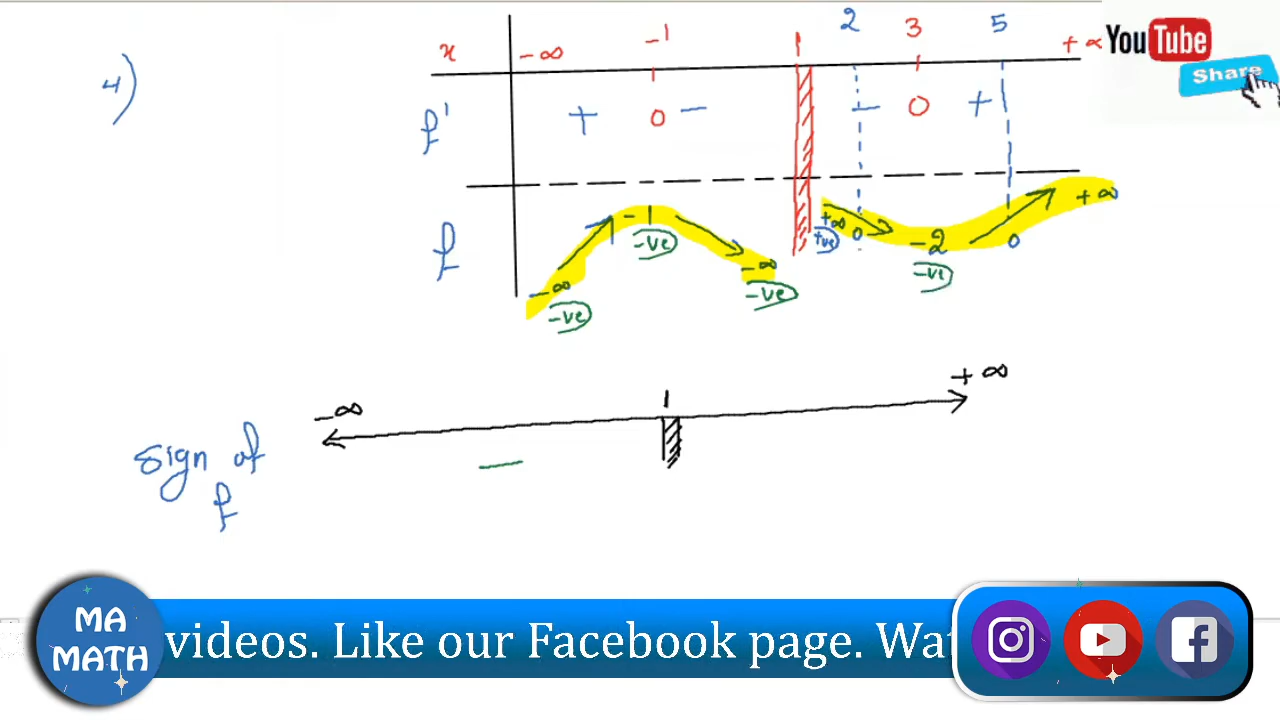 4)
x -∞ -1 1 2 3 5 +∞
f' + 0 - - 0 +
f -∞ -1 -∞ +∞ 0 -2 0 +∞
-ve -ve -ve +ve -ve
YouTube
Share
-∞ 1 +∞
Sign of
f
-
MA
MATH
videos. Like our Facebook page. Wat